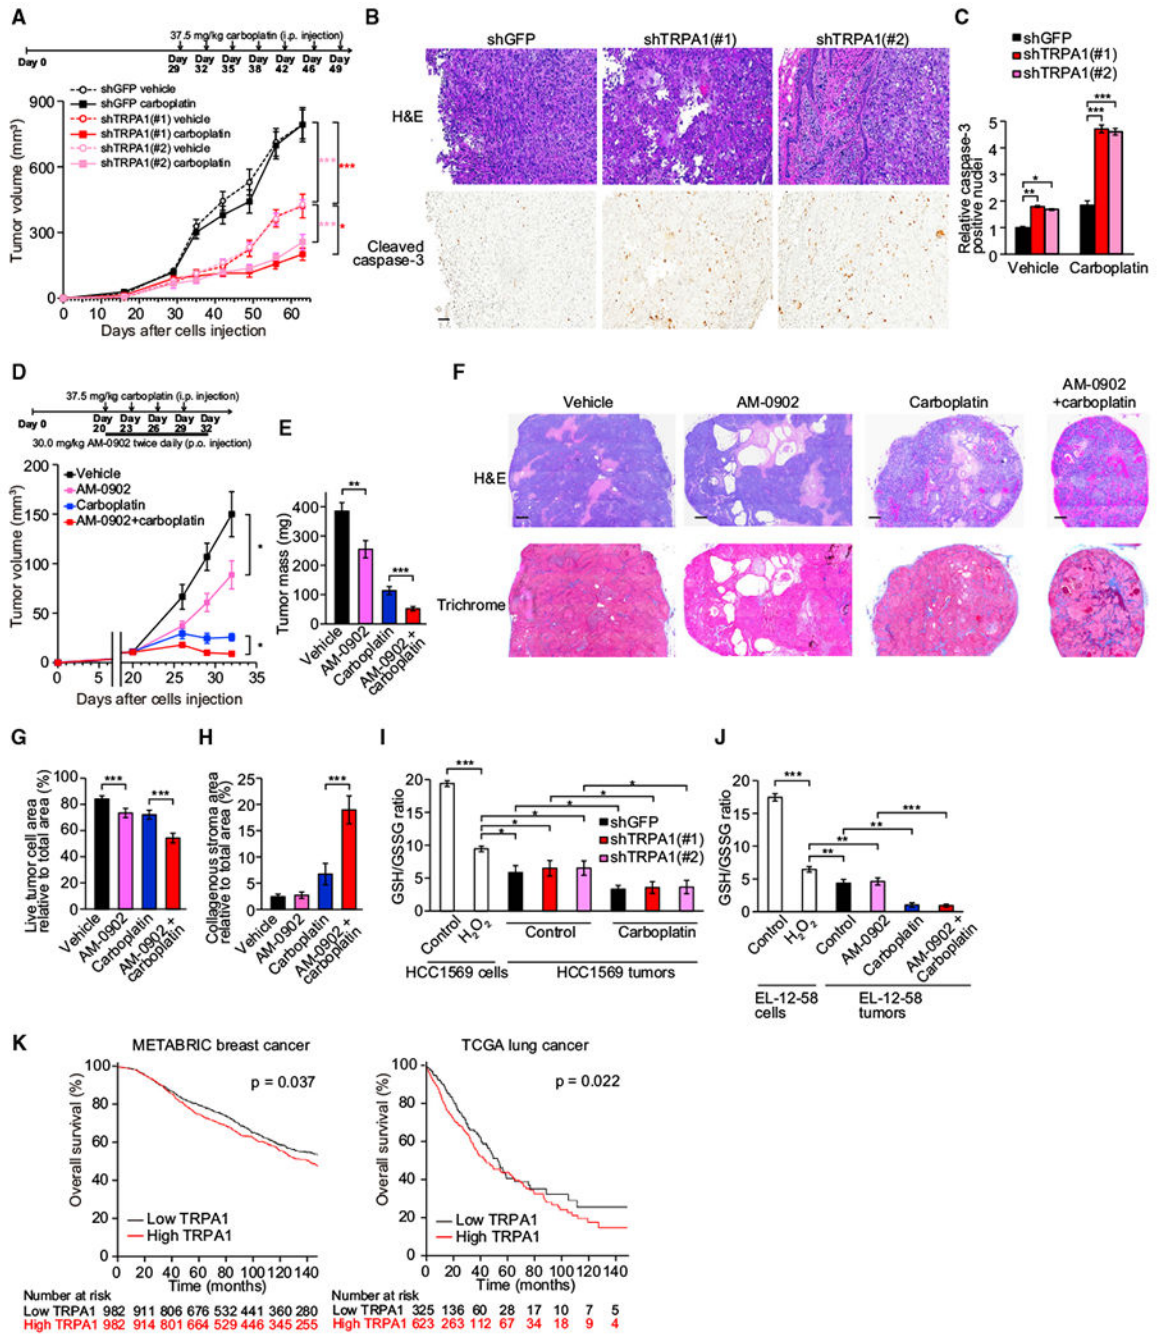 A
37.5 mg/kg carboplatin (i.p. injection)
Day 0
Day Day Day Day Day Day Day
29 32 35 38 42 46 49
Tumor volume (mm³)
900
600
300
0
shGFP vehicle
shGFP carboplatin
shTRPA1(#1) vehicle
shTRPA1(#1) carboplatin
shTRPA1(#2) vehicle
shTRPA1(#2) carboplatin
*** ***
*** *
0 10 20 30 40 50 60
Days after cells injection
B
shGFP shTRPA1(#1) shTRPA1(#2)
H&E
Cleaved
caspase-3
C
shGFP
shTRPA1(#1)
shTRPA1(#2)
Relative caspase-3
positive nuclei
5
4
3
2
1
0
***
***
*
**
Vehicle Carboplatin
D
37.5 mg/kg carboplatin (i.p. injection)
Day 0
Day Day Day Day Day
20 23 26 29 32
30.0 mg/kg AM-0902 twice daily (p.o. injection)
Tumor volume (mm³)
200
150
100
50
0
Vehicle
AM-0902
Carboplatin
AM-0902+carboplatin
*
*
0 5 20 25 30 35
Days after cells injection
E
Tumor mass (mg)
400
300
200
100
0
**
***
Vehicle
AM-0902
Carboplatin
AM-0902 +
carboplatin
F
Vehicle AM-0902 Carboplatin AM-0902
+carboplatin
H&E
Trichrome
G
Live tumor cell area
relative to total area (%)
100
80
60
40
20
0
***
***
Vehicle
AM-0902
Carboplatin
AM-0902 +
carboplatin
H
Collagenous stroma area
relative to total area (%)
25
20
15
10
5
0
***
Vehicle
AM-0902
Carboplatin
AM-0902 +
carboplatin
I
GSH/GSSG ratio
20
15
10
5
0
***
*
*
*
*
*
*
shGFP
shTRPA1(#1)
shTRPA1(#2)
Control
H₂O₂
Control Carboplatin
HCC1569 cells HCC1569 tumors
J
GSH/GSSG ratio
20
15
10
5
0
***
***
**
**
**
Control
H₂O₂
Control
AM-0902
Carboplatin
AM-0902 +
Carboplatin
EL-12-58
cells
EL-12-58
tumors
K
METABRIC breast cancer
p = 0.037
Overall survival (%)
100
80
60
40
20
0
Low TRPA1
High TRPA1
0 20 40 60 80 100 120 140
Time (months)
Number at risk
Low TRPA1 982 911 806 676 532 441 360 280
High TRPA1 982 914 801 664 529 446 345 255
TCGA lung cancer
p = 0.022
Overall survival (%)
100
80
60
40
20
0
Low TRPA1
High TRPA1
0 20 40 60 80 100 120 140
Time (months)
Number at risk
Low TRPA1 325 136 60 28 17 10 7 5
High TRPA1 623 263 112 67 34 18 9 4